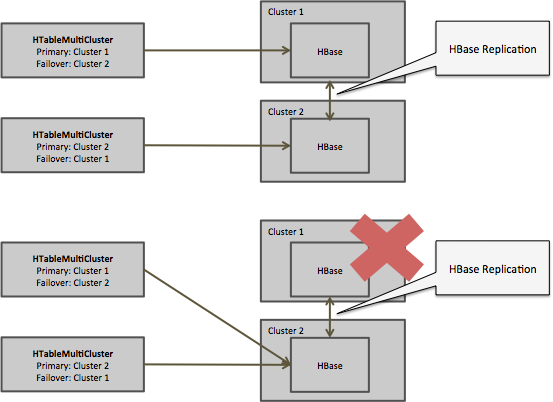 HTableMultiCluster
Primary: Cluster 1
Failover: Cluster 2
Cluster 1
HBase
HBase Replication
HTableMultiCluster
Primary: Cluster 2
Failover: Cluster 1
Cluster 2
HBase
HTableMultiCluster
Primary: Cluster 1
Failover: Cluster 2
Cluster 1
HBase
HBase Replication
HTableMultiCluster
Primary: Cluster 2
Failover: Cluster 1
Cluster 2
HBase